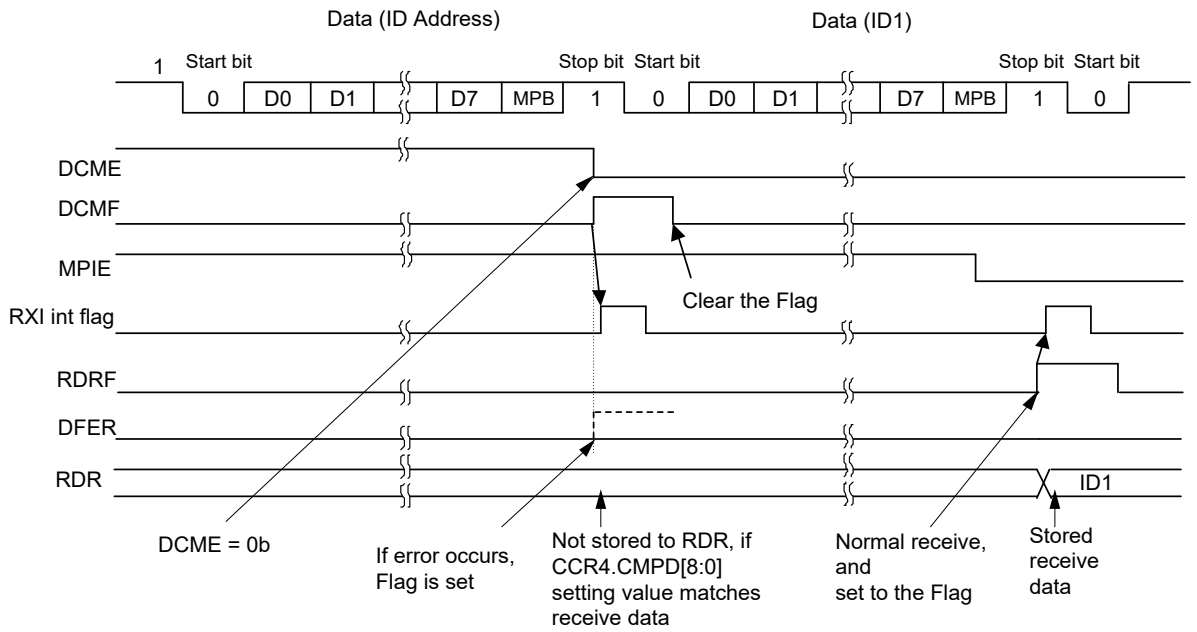 Data (ID Address) Data (ID1)
1 Start bit Stop bit Start bit Stop bit Start bit
0 D0 D1 D7 MPB 1 0 D0 D1 D7 MPB 1 0
DCME
DCMF
MPIE
Clear the Flag
RXI int flag
RDRF
DFER
RDR ID1
DCME = 0b
If error occurs,
Flag is set
Not stored to RDR, if
CCR4.CMPD[8:0]
setting value matches
receive data
Normal receive,
and
set to the Flag
Stored
receive
data